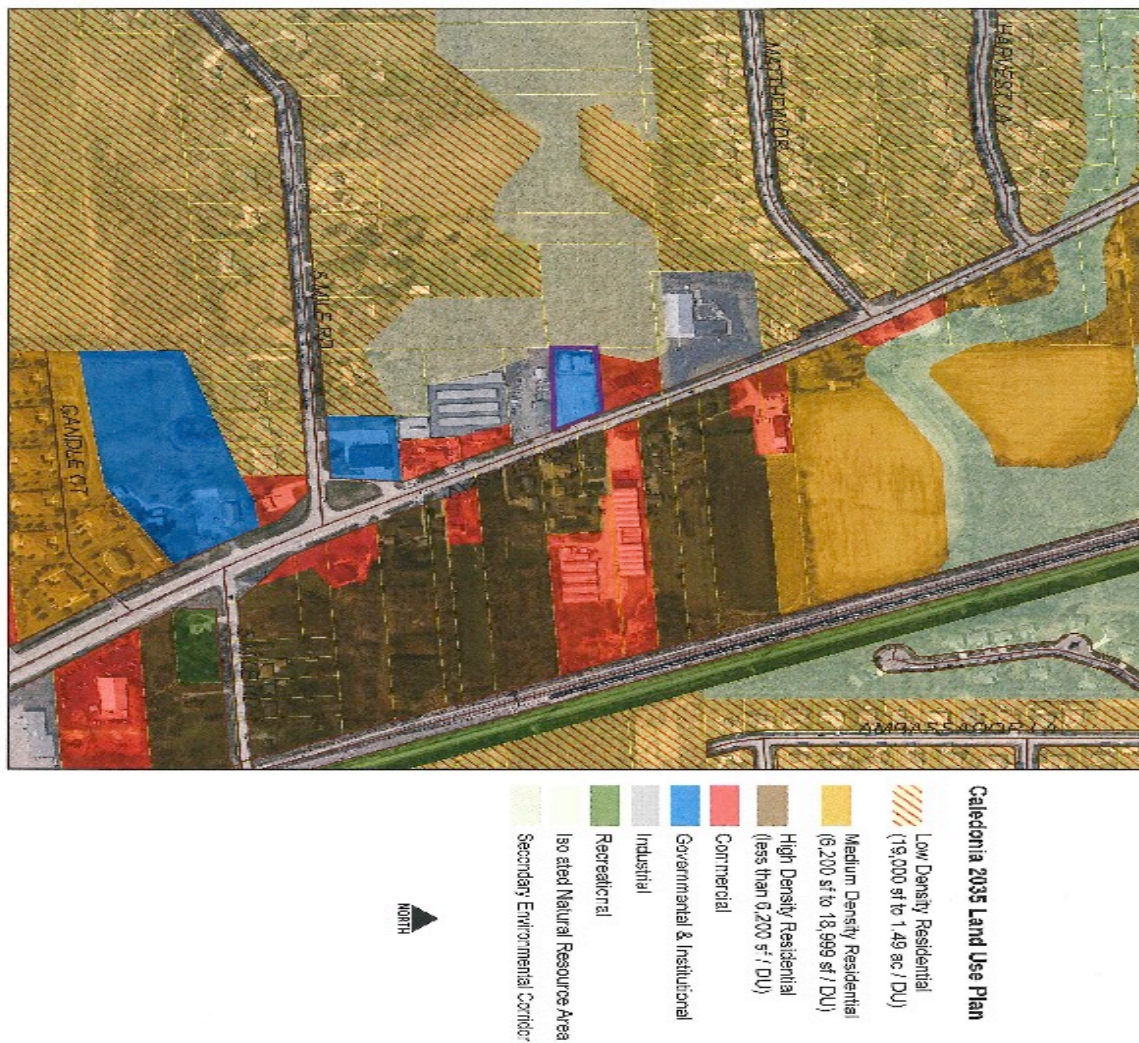 HARVEST LA
MATTHEW DR
5 MILE RD
CANDLE CT
AMBASSADOR LA
Caledonia 2035 Land Use Plan
Low Density Residential
(19,000 sf to 1.49 ac / DU)
Medium Density Residential
(6,200 sf to 18,999 sf / DU)
High Density Residential
(less than 6,200 sf / DU)
Commercial
Governmental & Institutional
Industrial
Recreational
Isolated Natural Resource Area
Secondary Environmental Corridor
NORTH